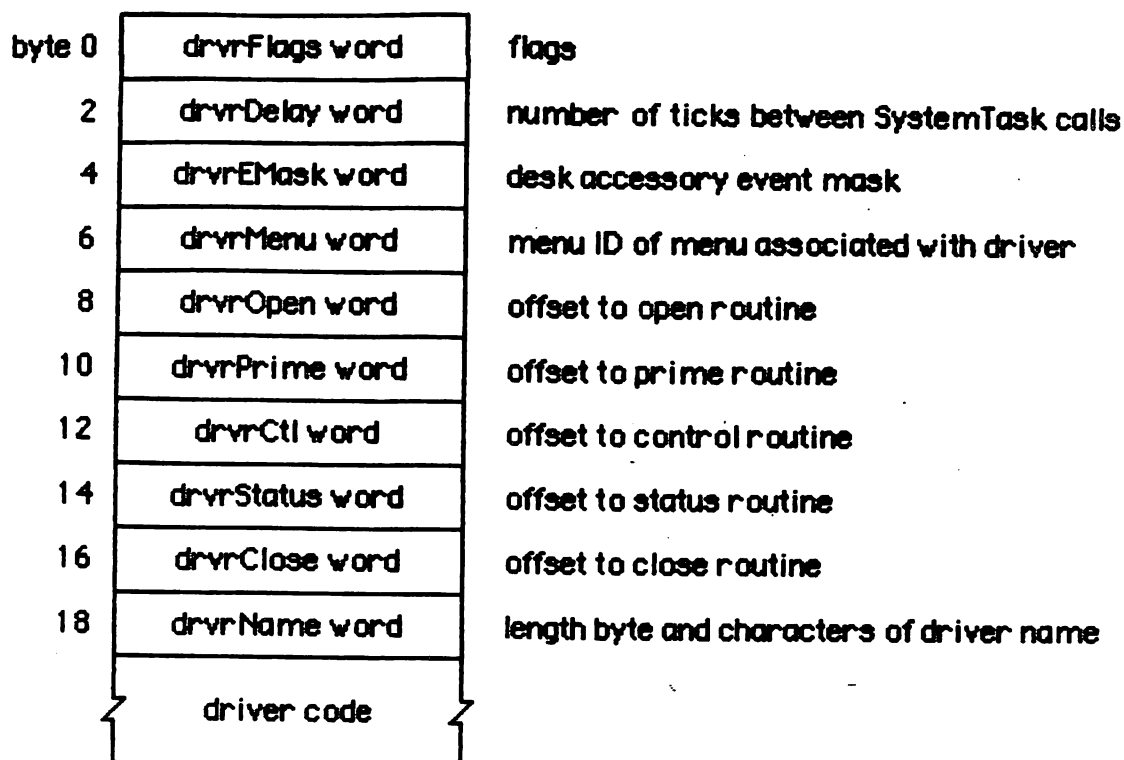 byte 0 drvrFlags word flags
2 drvrDelay word number of ticks between SystemTask calls
4 drvrEMask word desk accessory event mask
6 drvrMenu word menu ID of menu associated with driver
8 drvrOpen word offset to open routine
10 drvrPrime word offset to prime routine
12 drvrCtl word offset to control routine
14 drvrStatus word offset to status routine
16 drvrClose word offset to close routine
18 drvrName word length byte and characters of driver name
driver code